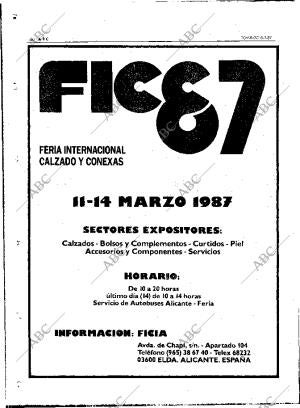 A B C
FICC 87
FERIA INTERNACIONAL
CALZADO Y CONEXAS
11-14 MARZO 1987
SECTORES EXPOSITORES:
Calzados - Bolsos y Complementos - Curtidos - Piel
Accesorios y Componentes - Servicios
HORARIO:
De 10 a 20 horas
último día (14) de 10 a 14 horas
Servicio de Autobuses Alicante - Feria
INFORMACION: FICIA
Avda. de Chapí, s/n. - Apartado 104
Teléfono (965) 38 67 40 - Telex 68232
03600 ELDA. ALICANTE. ESPAÑA